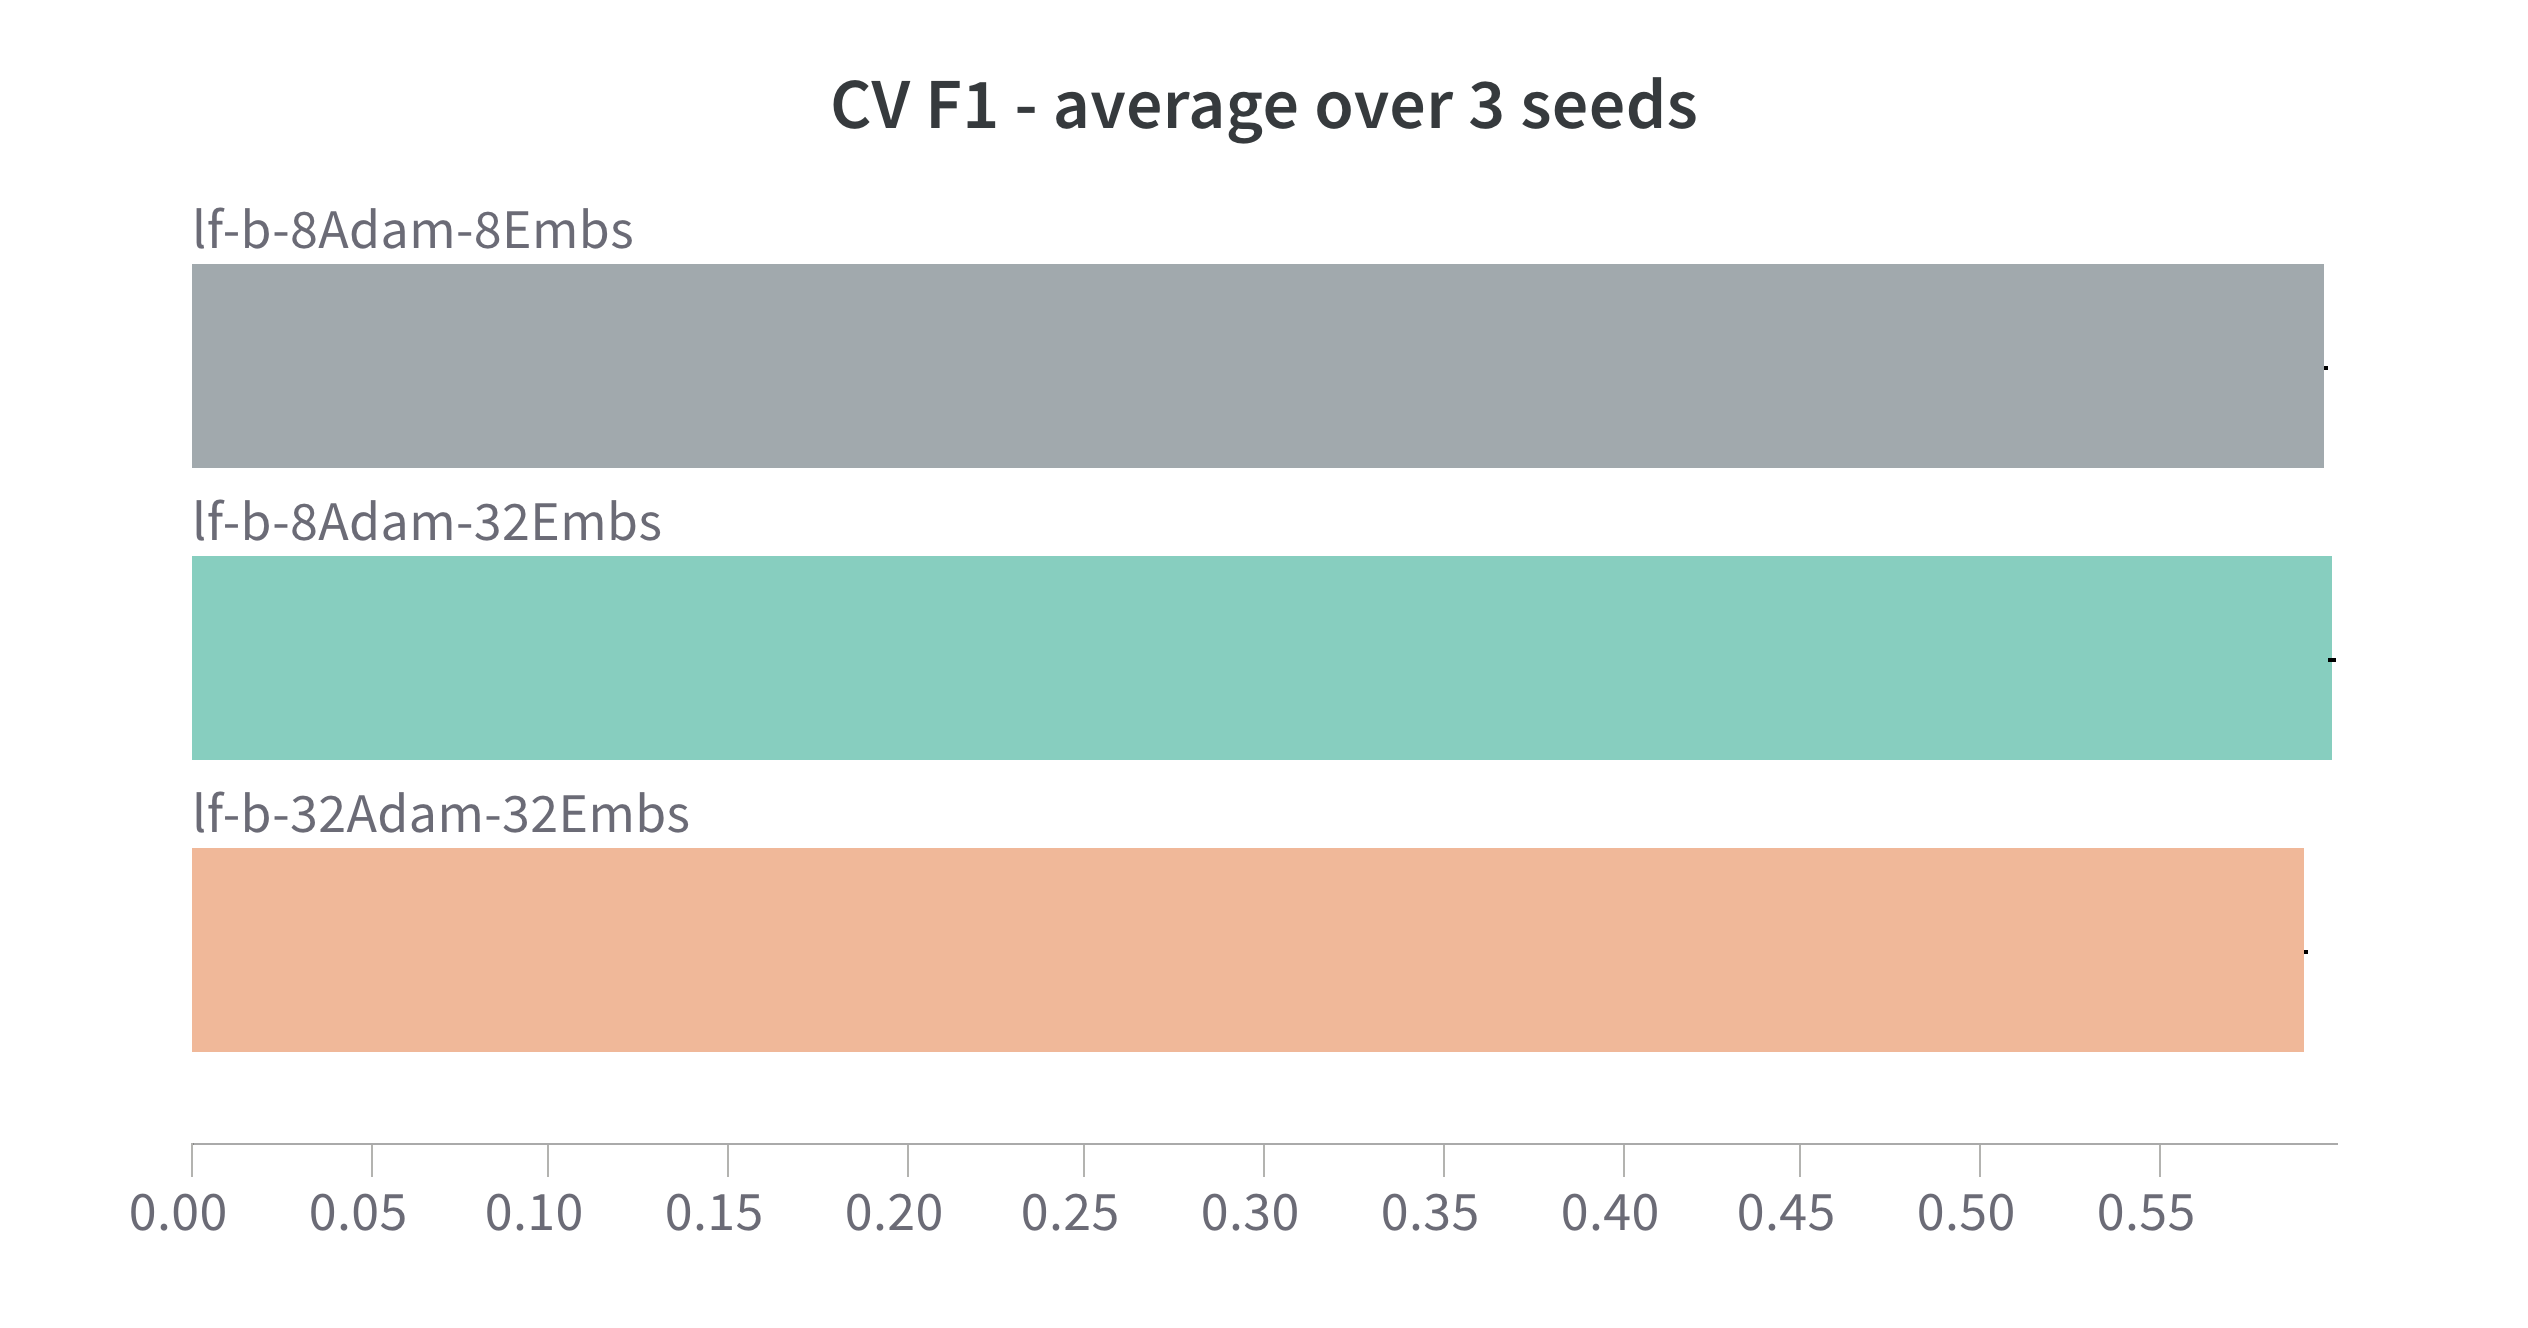 CV F1 - average over 3 seeds
lf-b-8Adam-8Embs
lf-b-8Adam-32Embs
lf-b-32Adam-32Embs
0.00 0.05 0.10 0.15 0.20 0.25 0.30 0.35 0.40 0.45 0.50 0.55